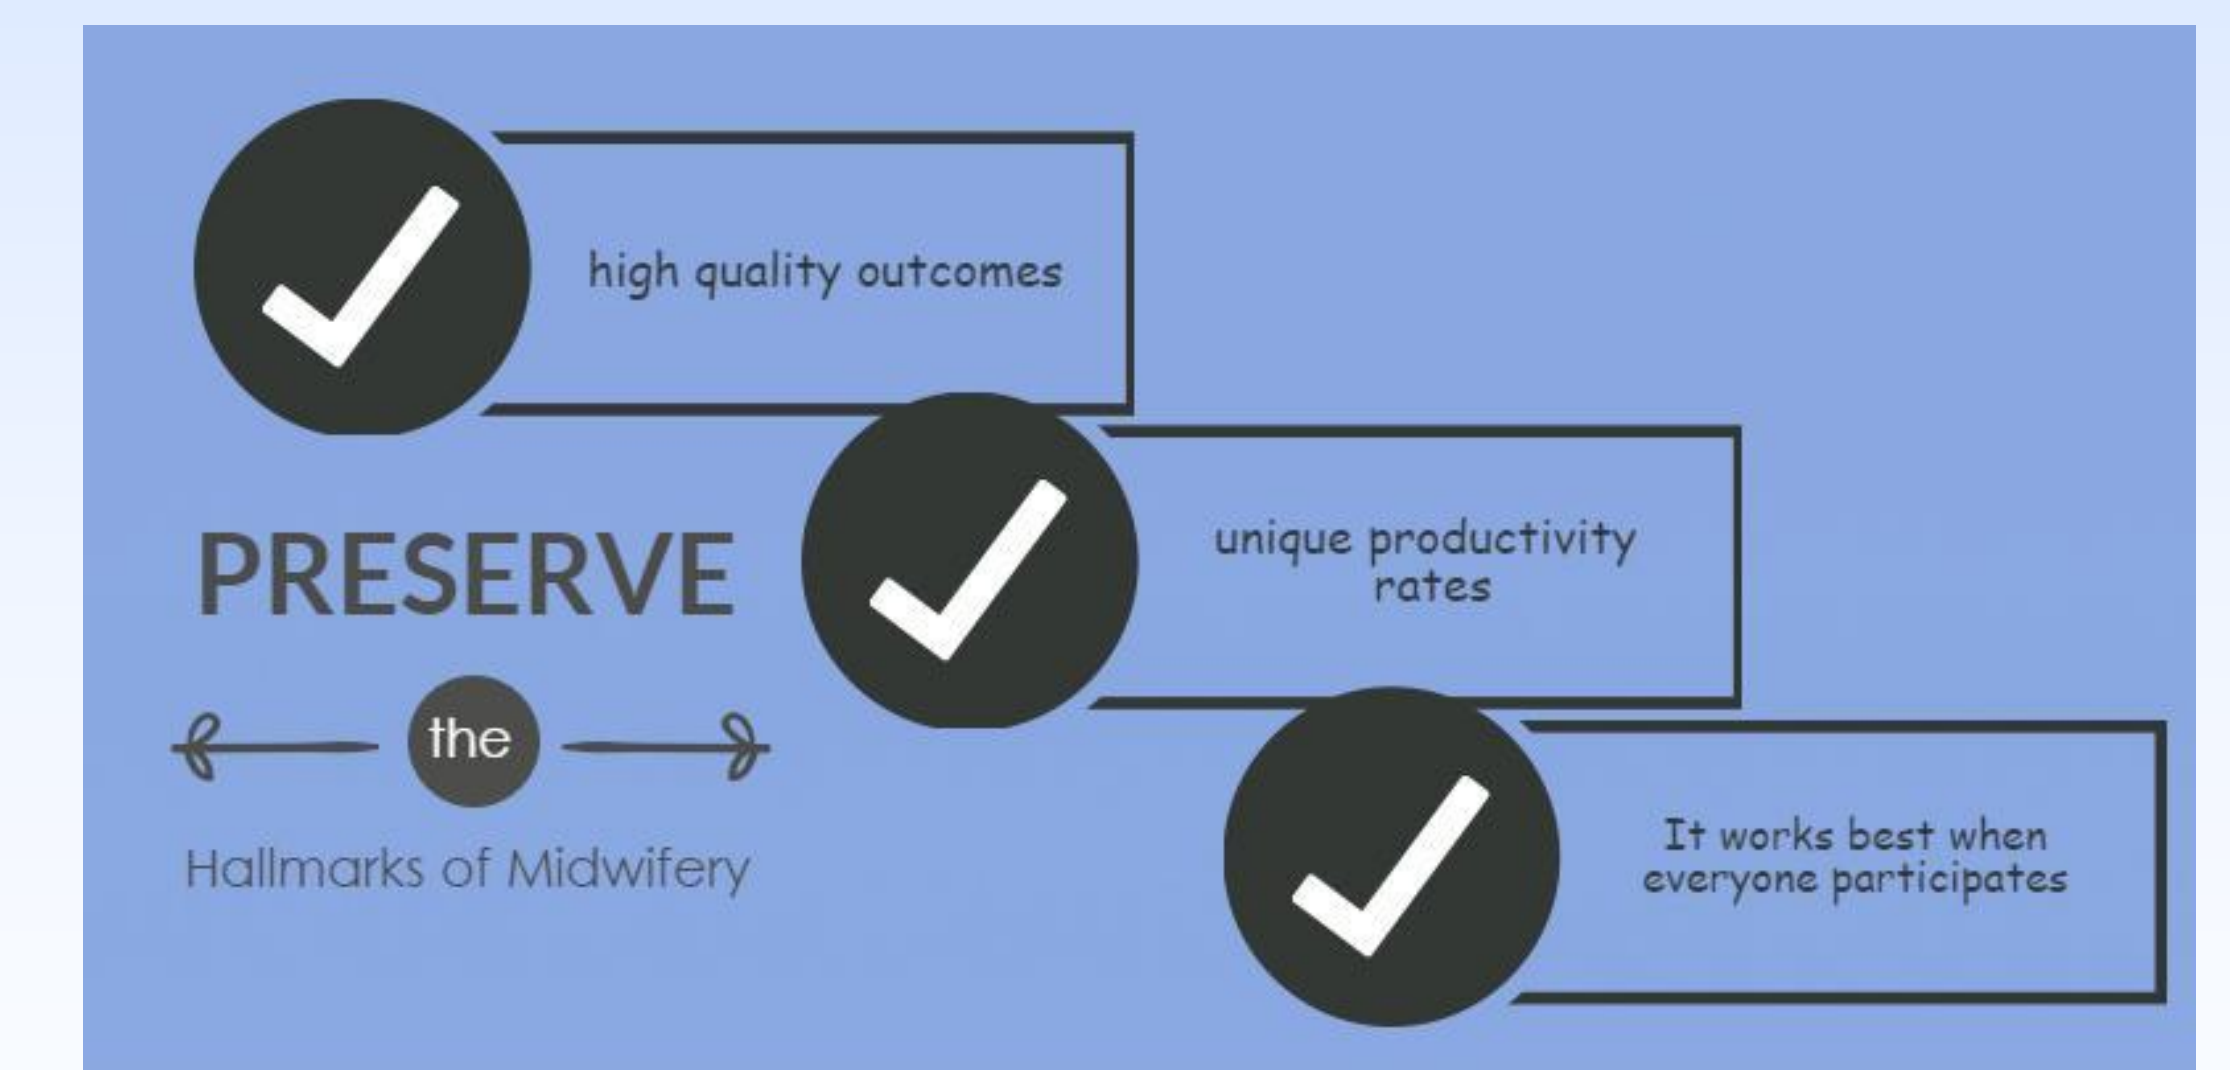 high quality outcomes
unique productivity
rates
It works best when
everyone participates
PRESERVE
the
Hallmarks of Midwifery